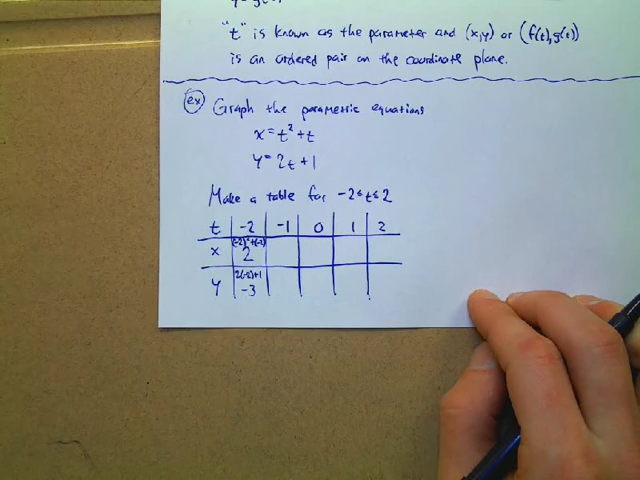 "t" is known as the parameter and (x,y) or (f(t),g(t))
is an ordered pair on the coordinate plane.
ex Graph the parametric equations
x=t²+t
y=2t+1
Make a table for -2≤t≤2
t -2 -1 0 1 2
(-2)²+(-2)
x 2
2(-2)+1
y -3